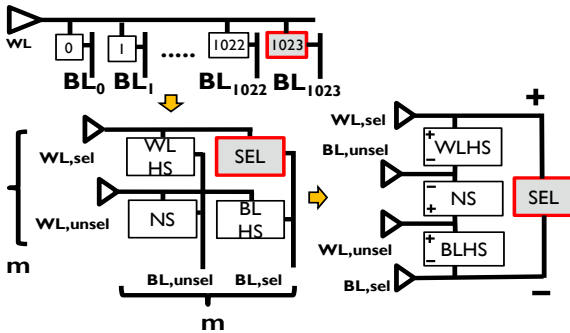 WL
0 1 ..... 1022 1023
BL0 BL1 BL1022 BL1023
WL,sel
WL
HS
SEL
WL,unsel
NS
BL
HS
m
BL,unsel BL,sel
m
+
WL,sel
+
−
WLHS
BL,unsel
−
+
NS
SEL
WL,unsel
+
−
BLHS
BL,sel
−